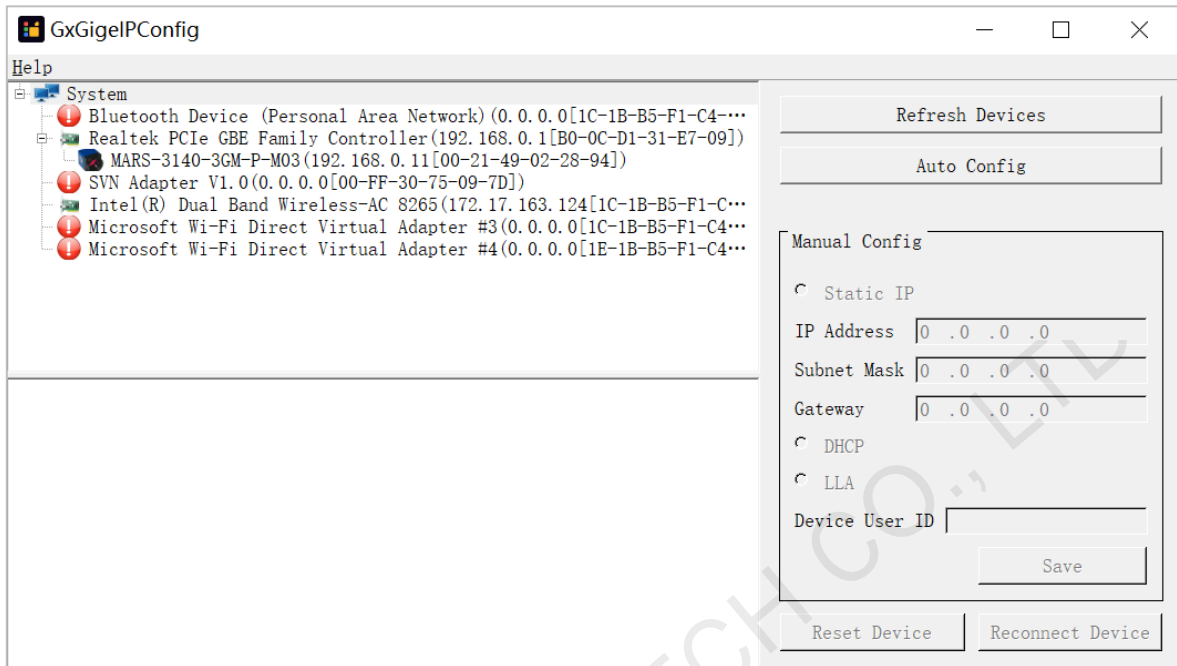 GxGigeIPConfig
Help
System
Bluetooth Device (Personal Area Network)(0.0.0.0[1C-1B-B5-F1-C4-···
Realtek PCIe GBE Family Controller(192.168.0.1[B0-0C-D1-31-E7-09])
MARS-3140-3GM-P-M03(192.168.0.11[00-21-49-02-28-94])
SVN Adapter V1.0(0.0.0.0[00-FF-30-75-09-7D])
Intel(R) Dual Band Wireless-AC 8265(172.17.163.124[1C-1B-B5-F1-C···
Microsoft Wi-Fi Direct Virtual Adapter #3(0.0.0.0[1C-1B-B5-F1-C4···
Microsoft Wi-Fi Direct Virtual Adapter #4(0.0.0.0[1E-1B-B5-F1-C4···
Refresh Devices
Auto Config
Manual Config
Static IP
IP Address 0 .0 .0 .0
Subnet Mask 0 .0 .0 .0
Gateway 0 .0 .0 .0
DHCP
LLA
Device User ID
Save
Reset Device Reconnect Device
CO., LTD